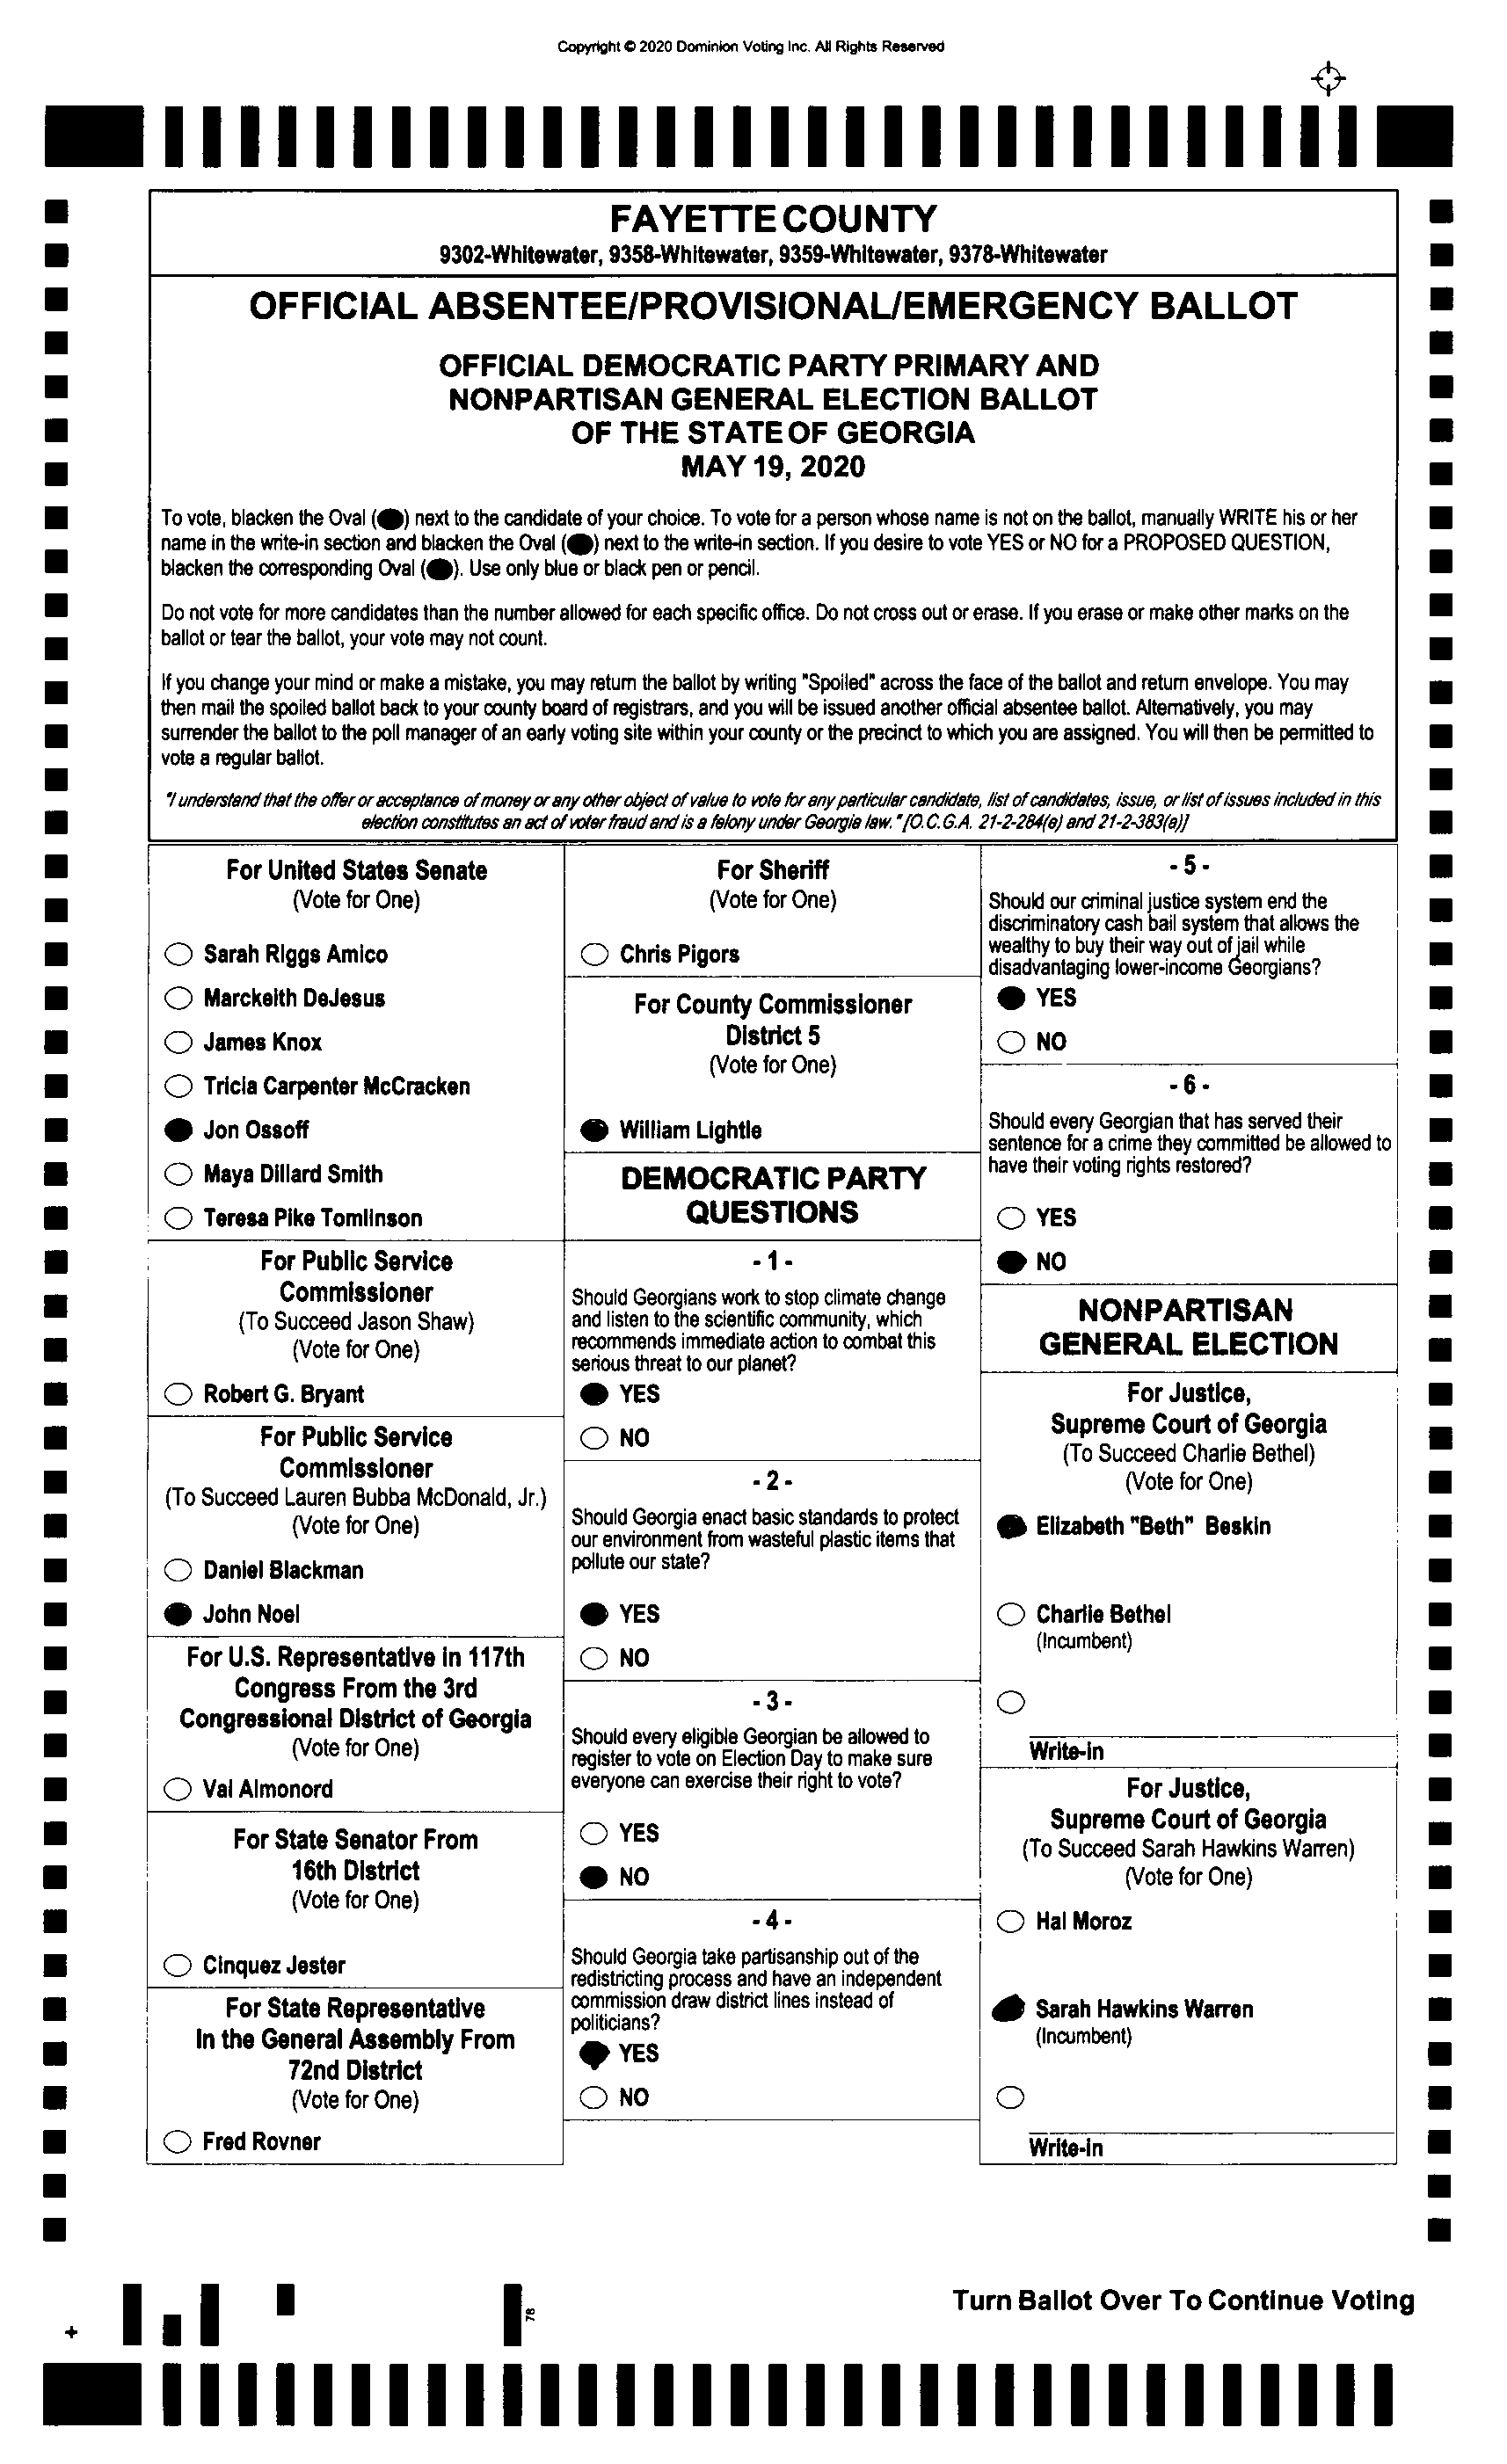 Copyright © 2020 Dominion Voting Inc. All Rights Reserved
FAYETTE COUNTY
9302-Whitewater, 9358-Whitewater, 9359-Whitewater, 9378-Whitewater
OFFICIAL ABSENTEE/PROVISIONAL/EMERGENCY BALLOT
OFFICIAL DEMOCRATIC PARTY PRIMARY AND
NONPARTISAN GENERAL ELECTION BALLOT
OF THE STATE OF GEORGIA
MAY 19, 2020
To vote, blacken the Oval ( ) next to the candidate of your choice. To vote for a person whose name is not on the ballot, manually WRITE his or her
name in the write-in section and blacken the Oval ( ) next to the write-in section. If you desire to vote YES or NO for a PROPOSED QUESTION,
blacken the corresponding Oval ( ). Use only blue or black pen or pencil.
Do not vote for more candidates than the number allowed for each specific office. Do not cross out or erase. If you erase or make other marks on the
ballot or tear the ballot, your vote may not count.
If you change your mind or make a mistake, you may return the ballot by writing "Spoiled" across the face of the ballot and return envelope. You may
then mail the spoiled ballot back to your county board of registrars, and you will be issued another official absentee ballot. Alternatively, you may
surrender the ballot to the poll manager of an early voting site within your county or the precinct to which you are assigned. You will then be permitted to
vote a regular ballot.
"I understand that the offer or acceptance of money or any other object of value to vote for any particular candidate, list of candidates, issue, or list of issues included in this
election constitutes an act of voter fraud and is a felony under Georgia law." [O.C.G.A. 21-2-284(e) and 21-2-383(a)]
For United States Senate
(Vote for One)
Sarah Riggs Amico
Marckeith DeJesus
James Knox
Tricia Carpenter McCracken
Jon Ossoff
Maya Dillard Smith
Teresa Pike Tomlinson
For Public Service
Commissioner
(To Succeed Jason Shaw)
(Vote for One)
Robert G. Bryant
For Public Service
Commissioner
(To Succeed Lauren Bubba McDonald, Jr.)
(Vote for One)
Daniel Blackman
John Noel
For U.S. Representative in 117th
Congress From the 3rd
Congressional District of Georgia
(Vote for One)
Val Almonord
For State Senator From
16th District
(Vote for One)
Cinquez Jester
For State Representative
In the General Assembly From
72nd District
(Vote for One)
Fred Rovner
For Sheriff
(Vote for One)
Chris Pigors
For County Commissioner
District 5
(Vote for One)
William Lightle
DEMOCRATIC PARTY
QUESTIONS
- 1 -
Should Georgians work to stop climate change
and listen to the scientific community, which
recommends immediate action to combat this
serious threat to our planet?
YES
NO
- 2 -
Should Georgia enact basic standards to protect
our environment from wasteful plastic items that
pollute our state?
YES
NO
- 3 -
Should every eligible Georgian be allowed to
register to vote on Election Day to make sure
everyone can exercise their right to vote?
YES
NO
- 4 -
Should Georgia take partisanship out of the
redistricting process and have an independent
commission draw district lines instead of
politicians?
YES
NO
- 5 -
Should our criminal justice system end the
discriminatory cash bail system that allows the
wealthy to buy their way out of jail while
disadvantaging lower-income Georgians?
YES
NO
- 6 -
Should every Georgian that has served their
sentence for a crime they committed be allowed to
have their voting rights restored?
YES
NO
NONPARTISAN
GENERAL ELECTION
For Justice,
Supreme Court of Georgia
(To Succeed Charlie Bethel)
(Vote for One)
Elizabeth "Beth" Beskin
Charlie Bethel
(Incumbent)
Write-in
For Justice,
Supreme Court of Georgia
(To Succeed Sarah Hawkins Warren)
(Vote for One)
Hal Moroz
Sarah Hawkins Warren
(Incumbent)
Write-in
78
Turn Ballot Over To Continue Voting